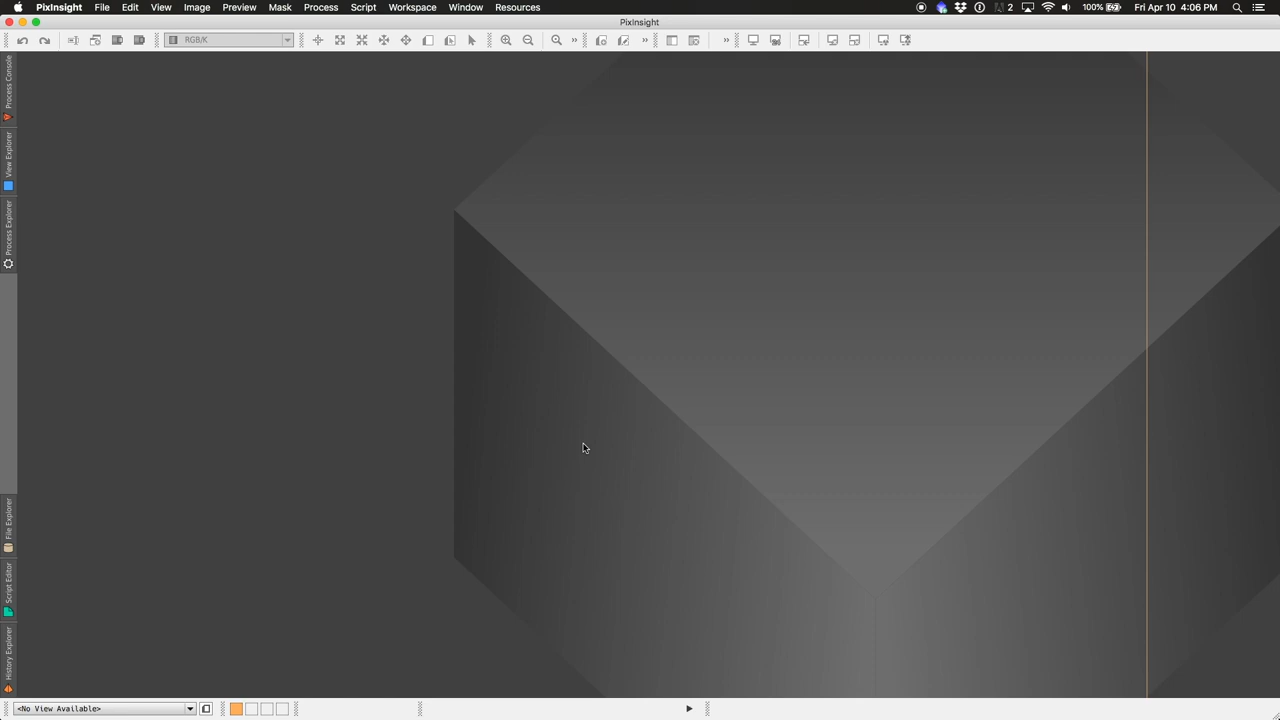 PixInsight File Edit View Image Preview Mask Process Script Workspace Window Resources 2 100% Fri Apr 10 4:06 PM
PixInsight
RGB/K
Process Console
View Explorer
Process Explorer
File Explorer
Script Editor
History Explorer
<No View Available>